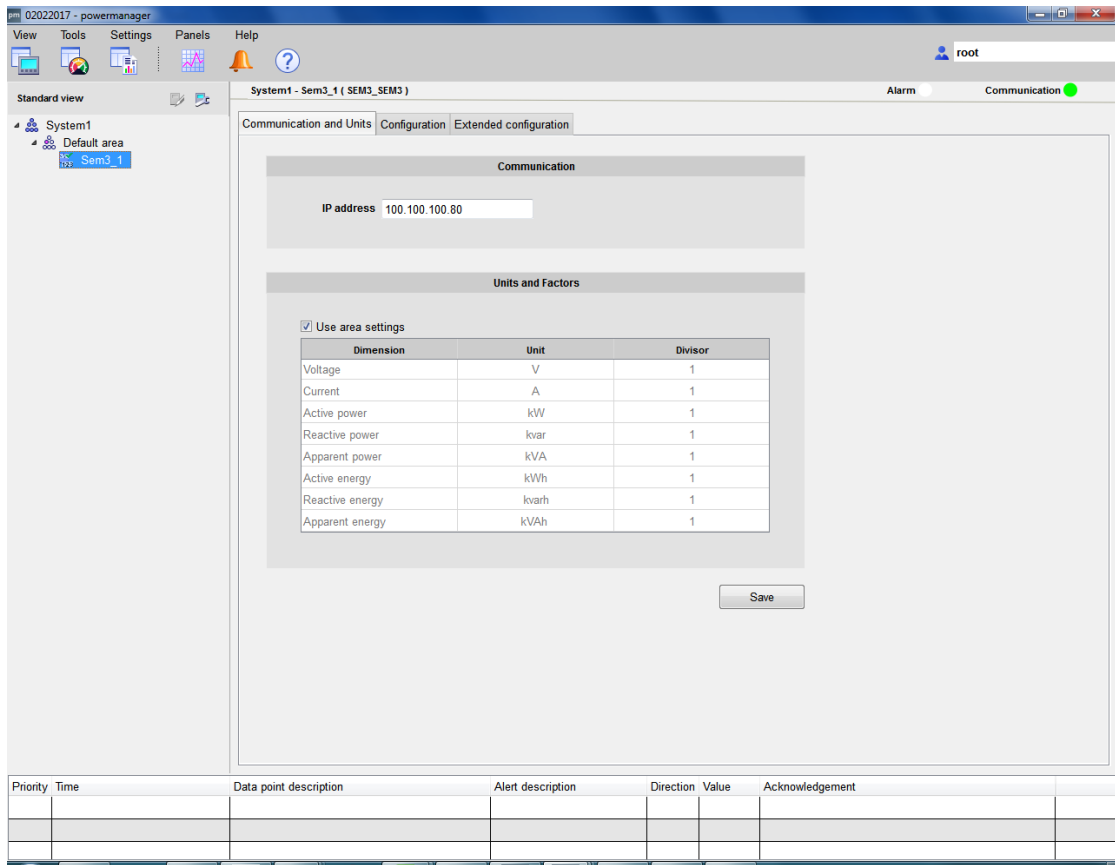 pm 02022017 - powermanager
View Tools Settings Panels Help
root
Standard view
System1 - Sem3_1 ( SEM3_SEM3 ) Alarm Communication
System1
Default area
Sem3_1
Communication and Units Configuration Extended configuration
Communication
IP address 100.100.100.80
Units and Factors
Use area settings
Dimension Unit Divisor
Voltage V 1
Current A 1
Active power kW 1
Reactive power kvar 1
Apparent power kVA 1
Active energy kWh 1
Reactive energy kvarh 1
Apparent energy kVAh 1
Save
Priority Time Data point description Alert description Direction Value Acknowledgement